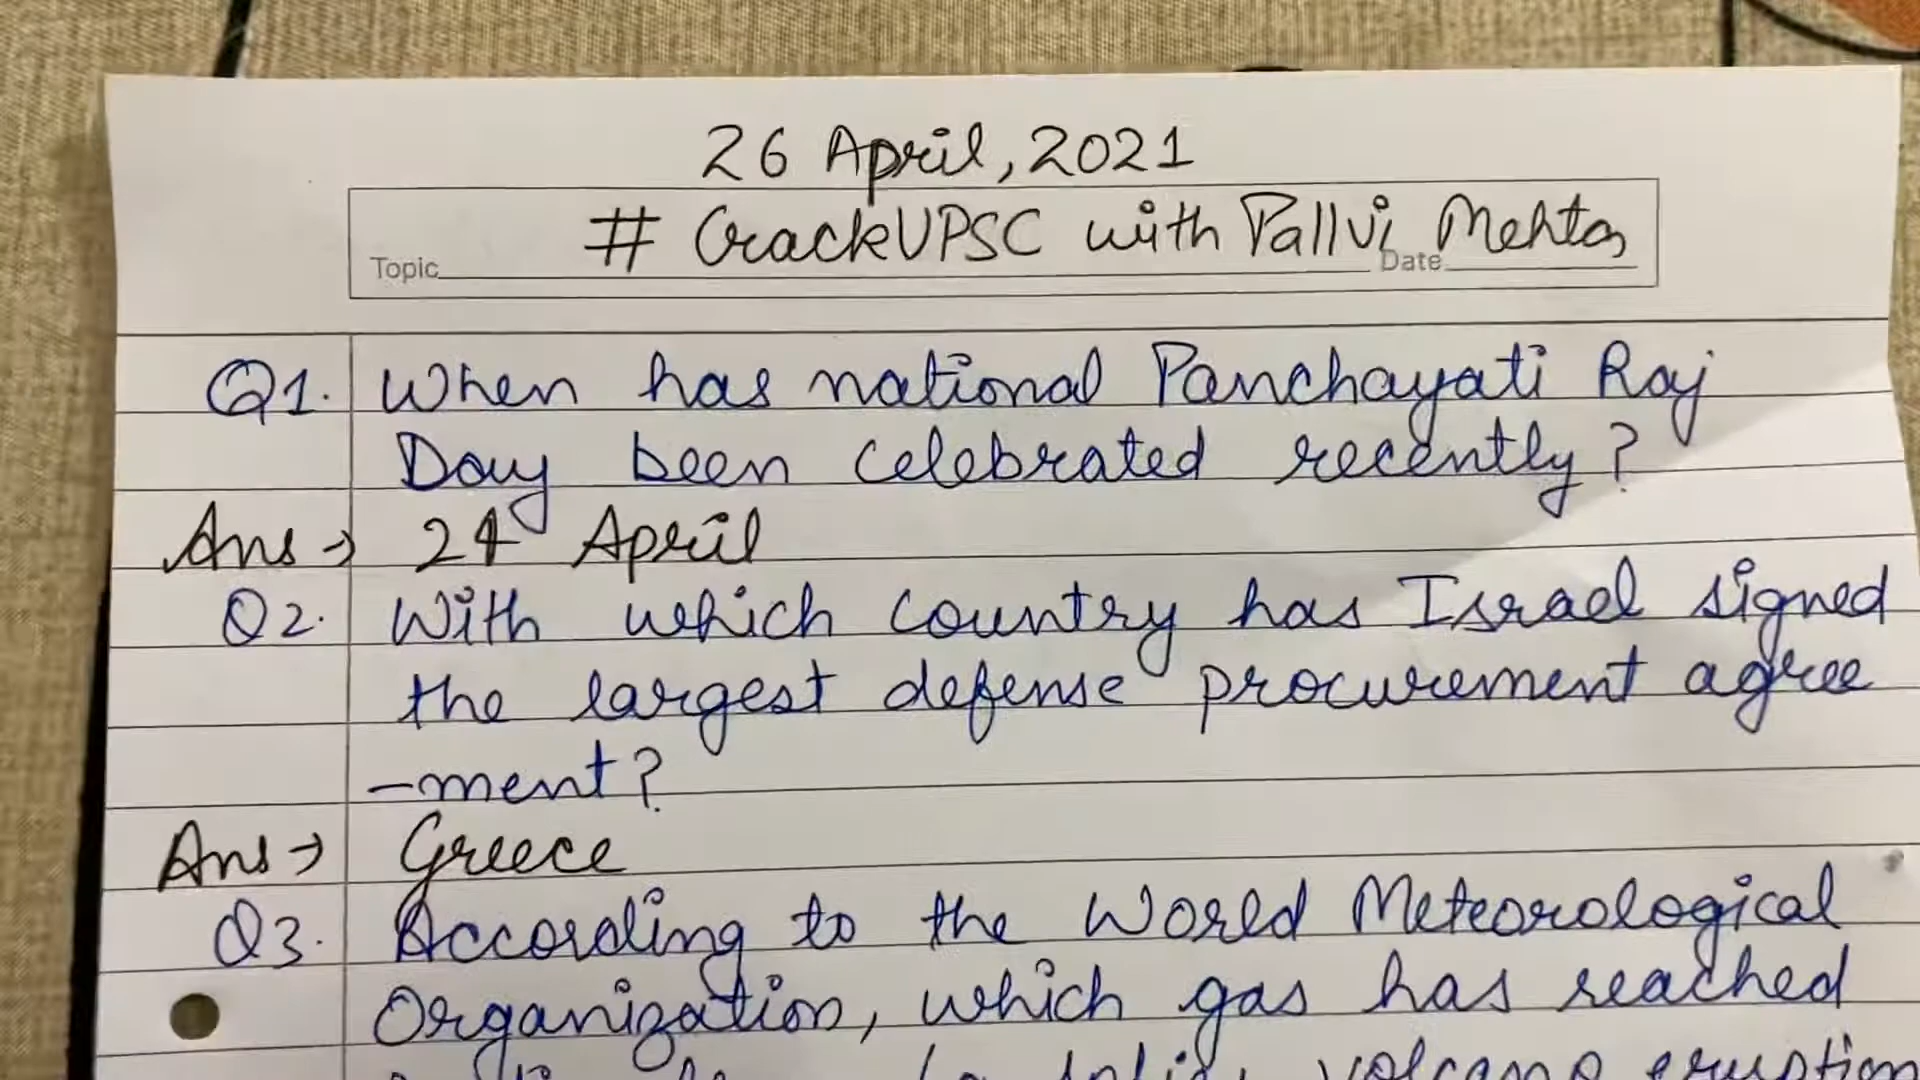 26 April, 2021
# CrackUPSC with Pallvi Mehta
Topic Date
Q1. When has national Panchayati Raj
Day been celebrated recently?
Ans → 24 April
Q2. With which country has Israel signed
the largest defense procurement agree
-ment?
Ans → Greece
Q3. According to the World Meteorological
Organization, which gas has reached
volcano eruption